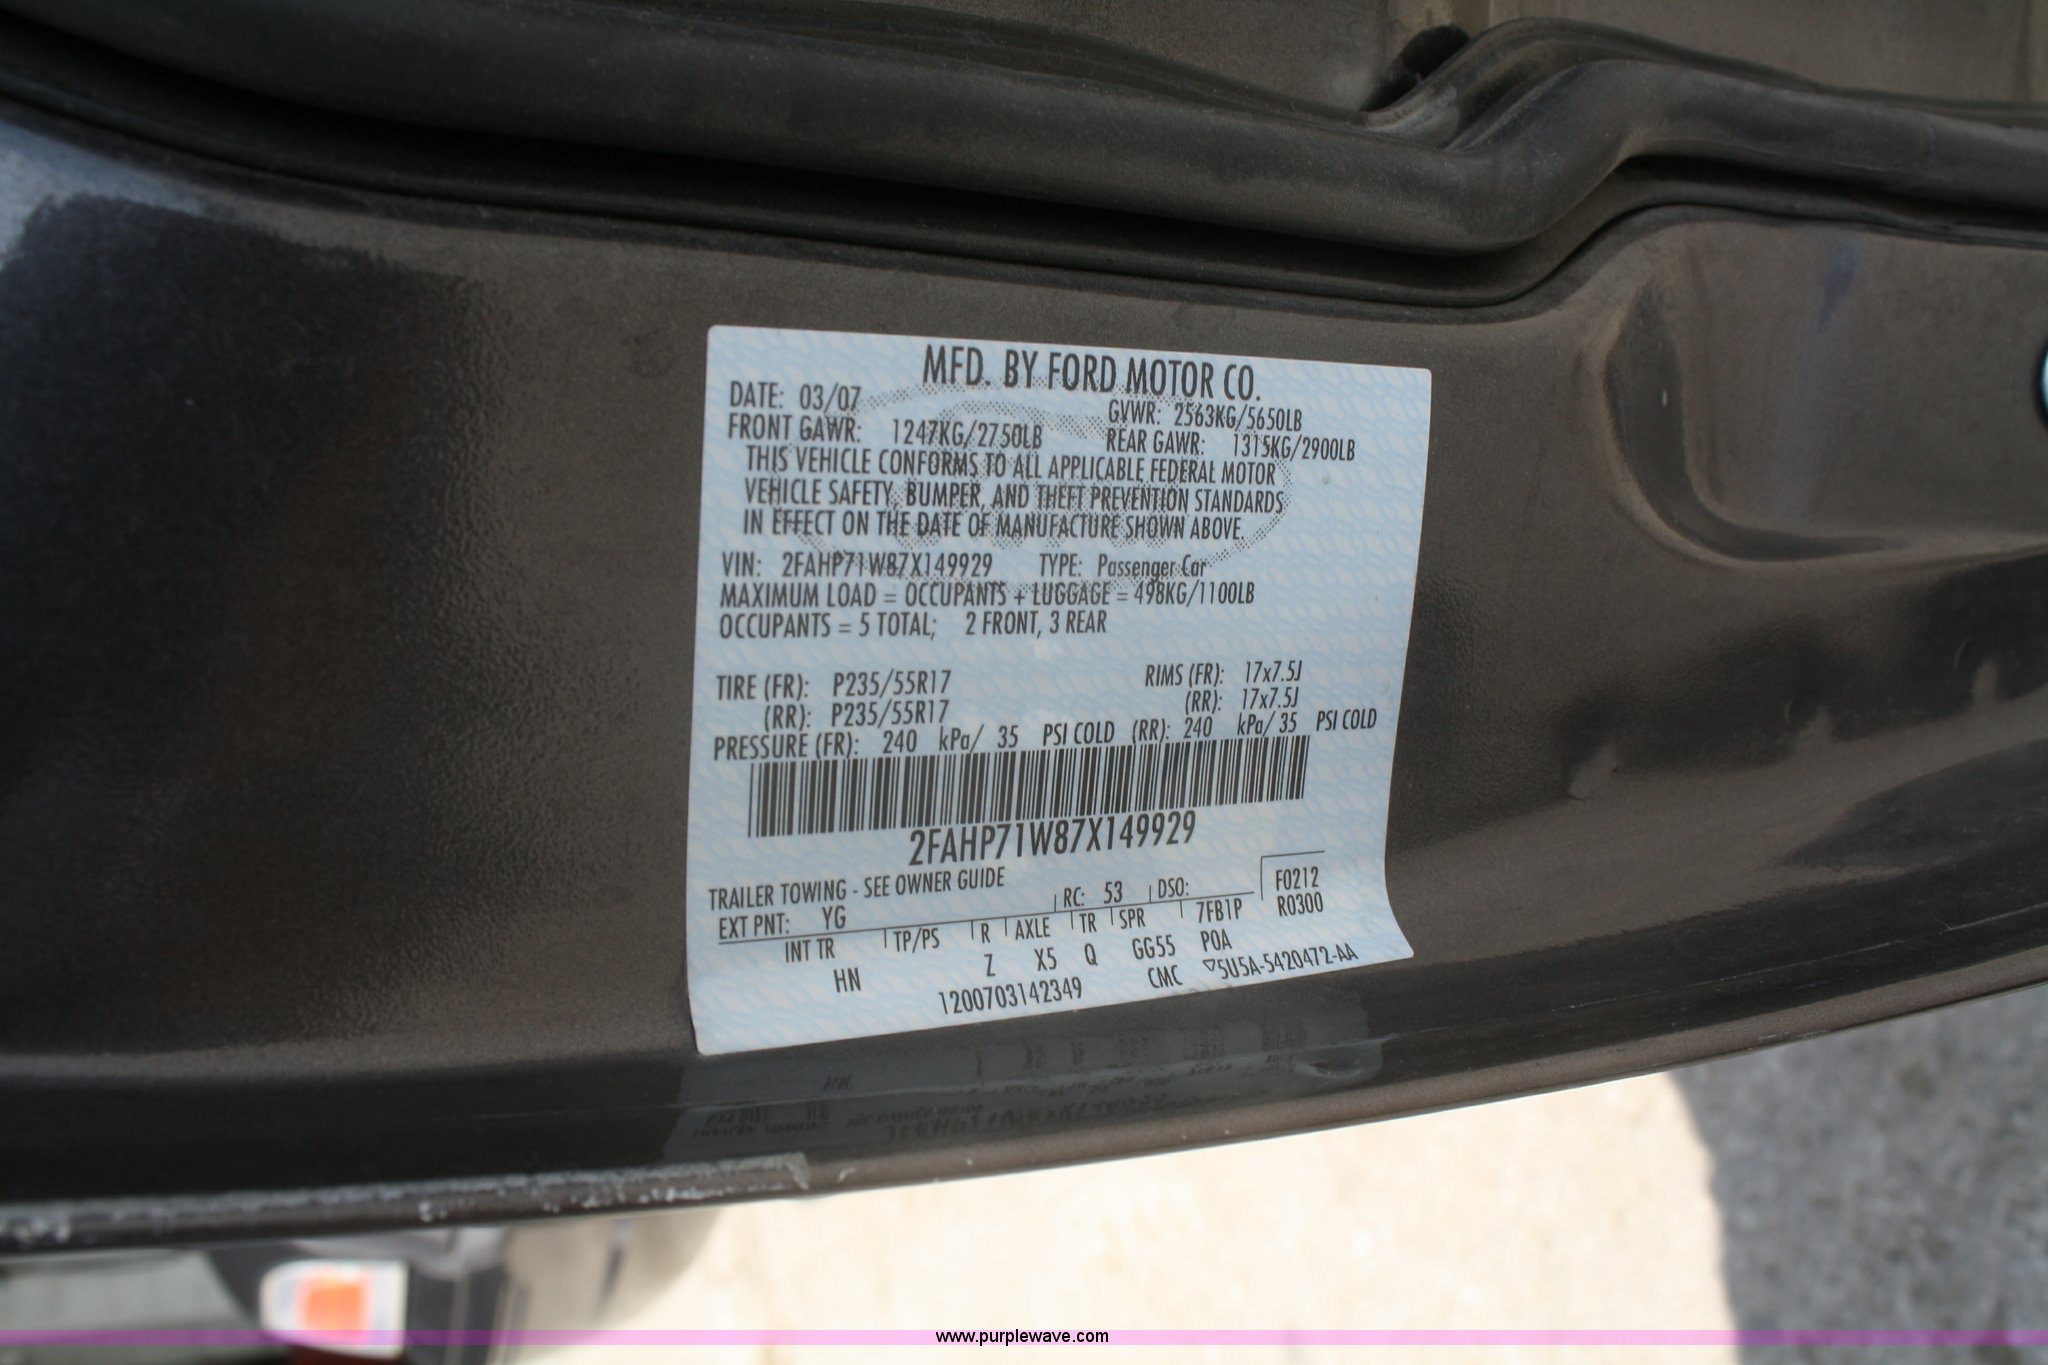 MFD. BY FORD MOTOR CO.
DATE: 03/07 GVWR: 2563KG/5650LB
FRONT GAWR: 1247KG/2750LB REAR GAWR: 1315KG/2900LB
THIS VEHICLE CONFORMS TO ALL APPLICABLE FEDERAL MOTOR
VEHICLE SAFETY, BUMPER, AND THEFT PREVENTION STANDARDS
IN EFFECT ON THE DATE OF MANUFACTURE SHOWN ABOVE.
VIN: 2FAHP71W87X149929 TYPE: Passenger Car
MAXIMUM LOAD = OCCUPANTS + LUGGAGE = 498KG/1100LB
OCCUPANTS = 5 TOTAL; 2 FRONT, 3 REAR
TIRE (FR): P235/55R17 RIMS (FR): 17x7.5J
(RR): P235/55R17 (RR): 17x7.5J
PRESSURE (FR): 240 kPa/ 35 PSI COLD (RR): 240 kPa/ 35 PSI COLD
2FAHP71W87X149929
TRAILER TOWING - SEE OWNER GUIDE
EXT PNT: YG RC: 53 DSO: F0212
INT TR TP/PS R AXLE TR SPR 7FB1P R0300
HN Z X5 Q GG55 POA
1200703142349 CMC ▽5U5A-5420472-AA
www.purplewave.com